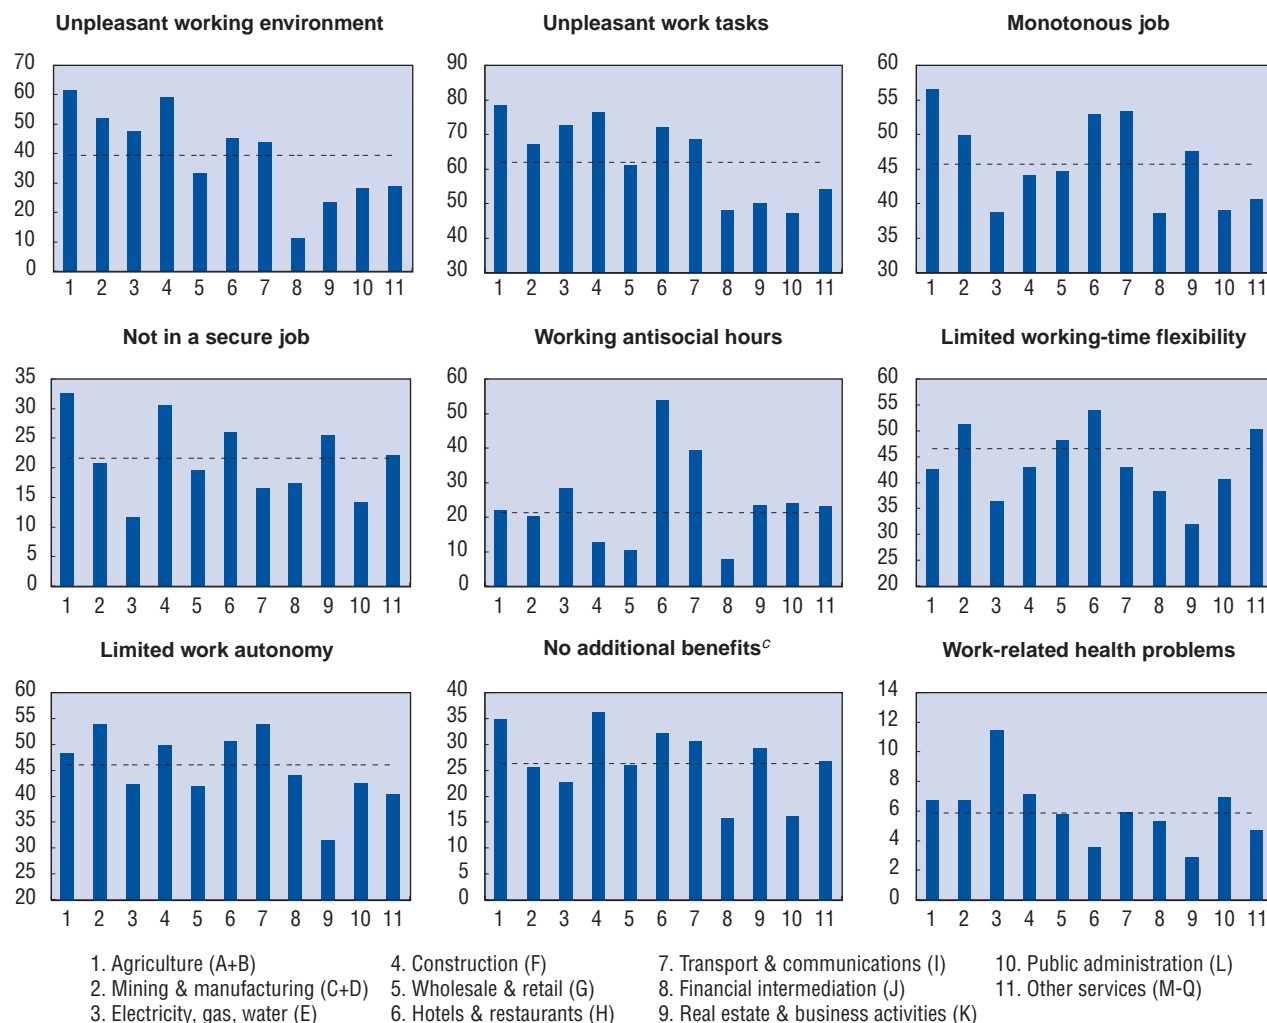 Unpleasant working environment
Unpleasant work tasks
Monotonous job
70
60
50
40
30
20
10
0
1 2 3 4 5 6 7 8 9 10 11
90
80
70
60
50
40
30
1 2 3 4 5 6 7 8 9 10 11
60
55
50
45
40
35
30
1 2 3 4 5 6 7 8 9 10 11
Not in a secure job
Working antisocial hours
Limited working-time flexibility
35
30
25
20
15
10
5
0
1 2 3 4 5 6 7 8 9 10 11
60
50
40
30
20
10
0
1 2 3 4 5 6 7 8 9 10 11
60
55
50
45
40
35
30
25
20
1 2 3 4 5 6 7 8 9 10 11
Limited work autonomy
No additional benefitsc
Work-related health problems
60
55
50
45
40
35
30
25
20
1 2 3 4 5 6 7 8 9 10 11
40
35
30
25
20
15
10
5
0
1 2 3 4 5 6 7 8 9 10 11
14
12
10
8
6
4
2
0
1 2 3 4 5 6 7 8 9 10 11
1. Agriculture (A+B)
2. Mining & manufacturing (C+D)
3. Electricity, gas, water (E)
4. Construction (F)
5. Wholesale & retail (G)
6. Hotels & restaurants (H)
7. Transport & communications (I)
8. Financial intermediation (J)
9. Real estate & business activities (K)
10. Public administration (L)
11. Other services (M-Q)